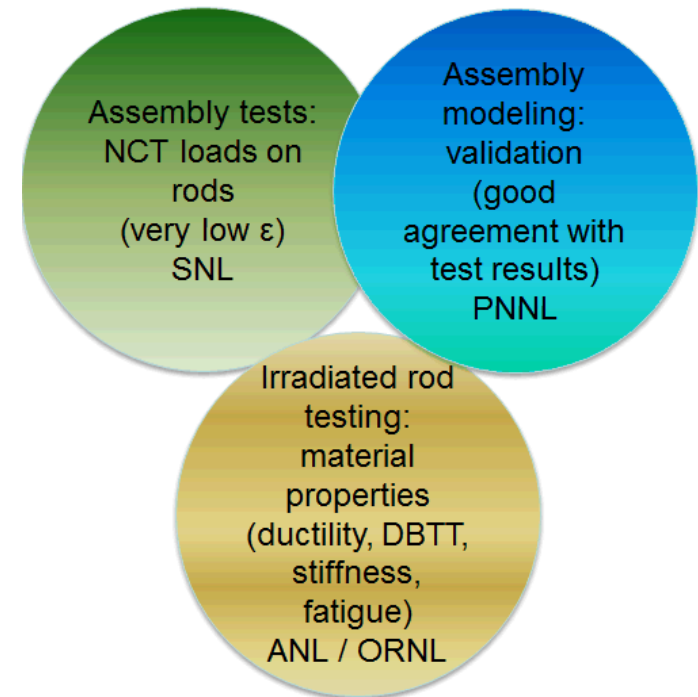 Assembly tests:
NCT loads on
rods
(very low ε)
SNL
Assembly
modeling:
validation
(good
agreement with
test results)
PNNL
Irradiated rod
testing:
material
properties
(ductility, DBTT,
stiffness,
fatigue)
ANL / ORNL